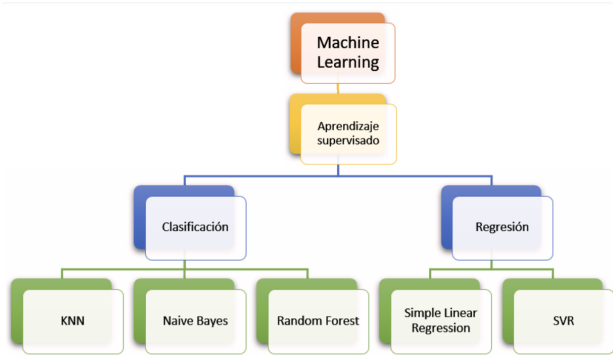 Machine
Learning
Aprendizaje
supervisado
Clasificación
Regresión
KNN
Naive Bayes
Random Forest
Simple Linear
Regression
SVR